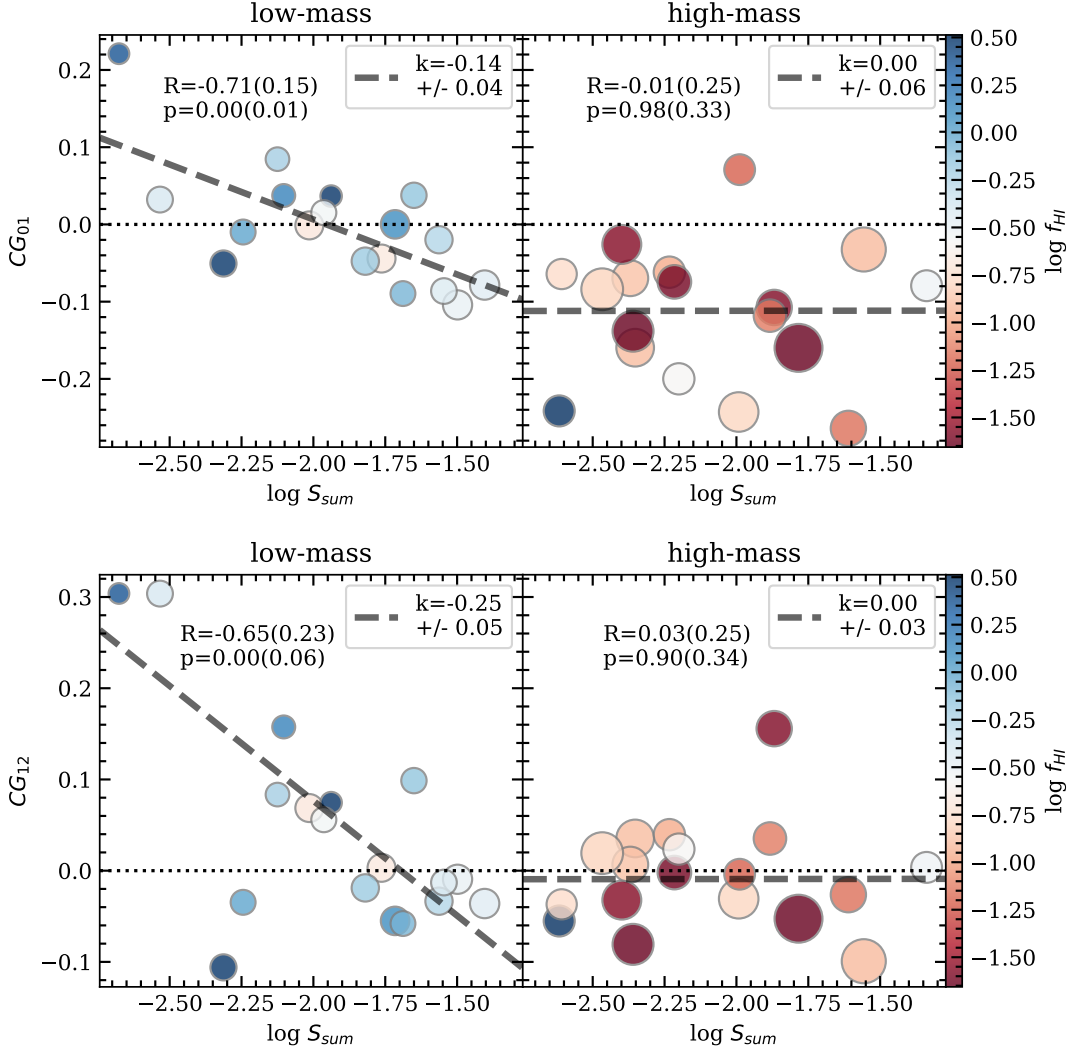 low-mass
high-mass
R=-0.71(0.15)
p=0.00(0.01)
k=-0.14
+/- 0.04
R=-0.01(0.25)
p=0.98(0.33)
k=0.00
+/- 0.06
0.2
0.1
0.0
−0.1
−0.2
CG01
−2.50
−2.25
−2.00
−1.75
−1.50
log Ssum
−2.50
−2.25
−2.00
−1.75
−1.50
log Ssum
0.50
0.25
0.00
−0.25
−0.50
−0.75
−1.00
−1.25
−1.50
log fHI
low-mass
high-mass
R=-0.65(0.23)
p=0.00(0.06)
k=-0.25
+/- 0.05
R=0.03(0.25)
p=0.90(0.34)
k=0.00
+/- 0.03
0.3
0.2
0.1
0.0
−0.1
CG12
−2.50
−2.25
−2.00
−1.75
−1.50
log Ssum
−2.50
−2.25
−2.00
−1.75
−1.50
log Ssum
0.50
0.25
0.00
−0.25
−0.50
−0.75
−1.00
−1.25
−1.50
log fHI